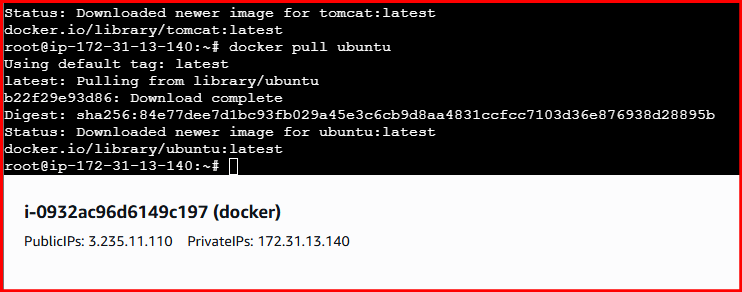 Status: Downloaded newer image for tomcat:latest
docker.io/library/tomcat:latest
root@ip-172-31-13-140:~# docker pull ubuntu
Using default tag: latest
latest: Pulling from library/ubuntu
b22f29e93d86: Download complete
Digest: sha256:84e77dee7d1bc93fb029a45e3c6cb9d8aa4831ccfcc7103d36e876938d28895b
Status: Downloaded newer image for ubuntu:latest
docker.io/library/ubuntu:latest
root@ip-172-31-13-140:~#
i-0932ac96d6149c197 (docker)
PublicIPs: 3.235.11.110 PrivateIPs: 172.31.13.140